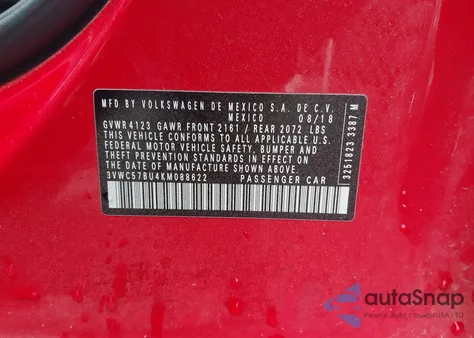 MFD BY VOLKSWAGEN DE MEXICO S.A. DE C.V.
MEXICO 08/18
GVWR 4123 GAWR FRONT 2161 / REAR 2072 LBS
THIS VEHICLE CONFORMS TO ALL APPLICABLE U.S.
FEDERAL MOTOR VEHICLE SAFETY, BUMPER AND
THEFT PREVENTION STANDARDS IN EFFECT
ON THE DATE OF MANUFACTURE SHOWN ABOVE.
3VWC57BU4KM088622 PASSENGER CAR
3251823 3387 M
autoSnap